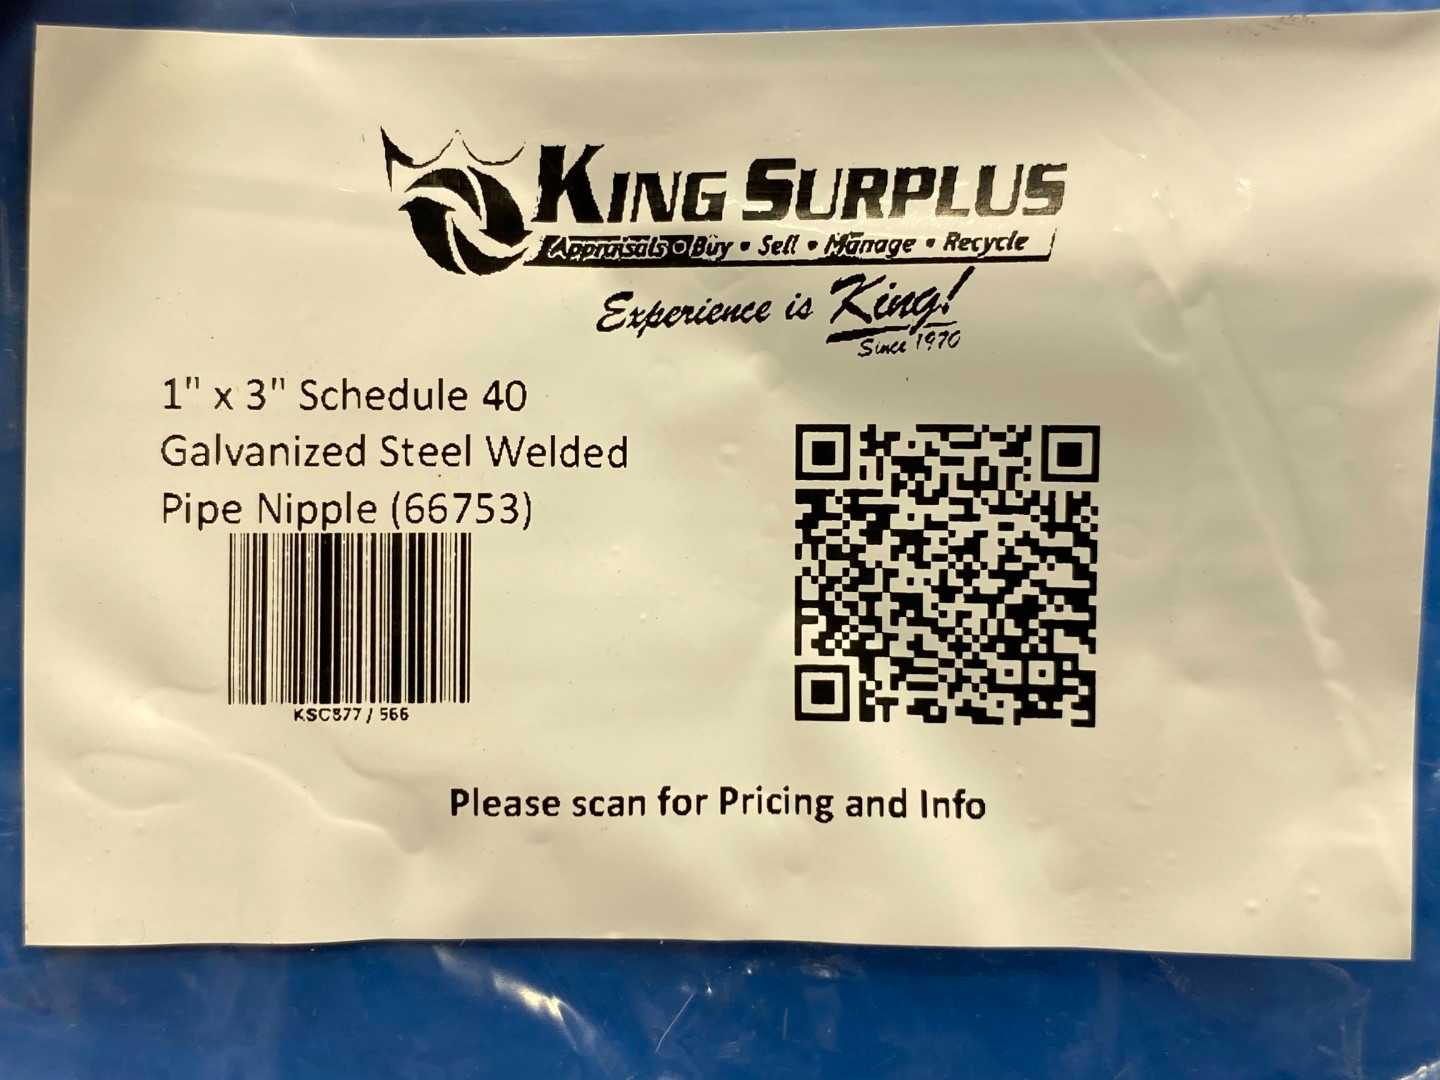 KING SURPLUS
Appraisals • Buy • Sell • Manage • Recycle
Experience is King!
Since 1970
1" x 3" Schedule 40
Galvanized Steel Welded
Pipe Nipple (66753)
KSC877 / 566
Please scan for Pricing and Info